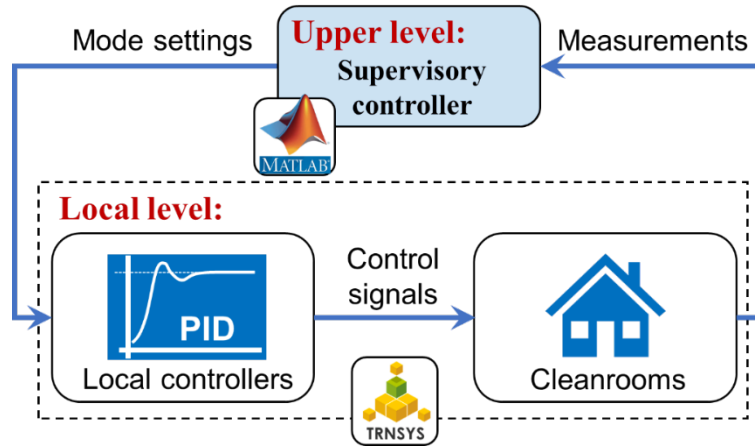 Mode settings
Upper level:
Measurements
Supervisory
controller
MATLAB
Local level:
Control
signals
PID
Local controllers
Cleanrooms
TRNSYS